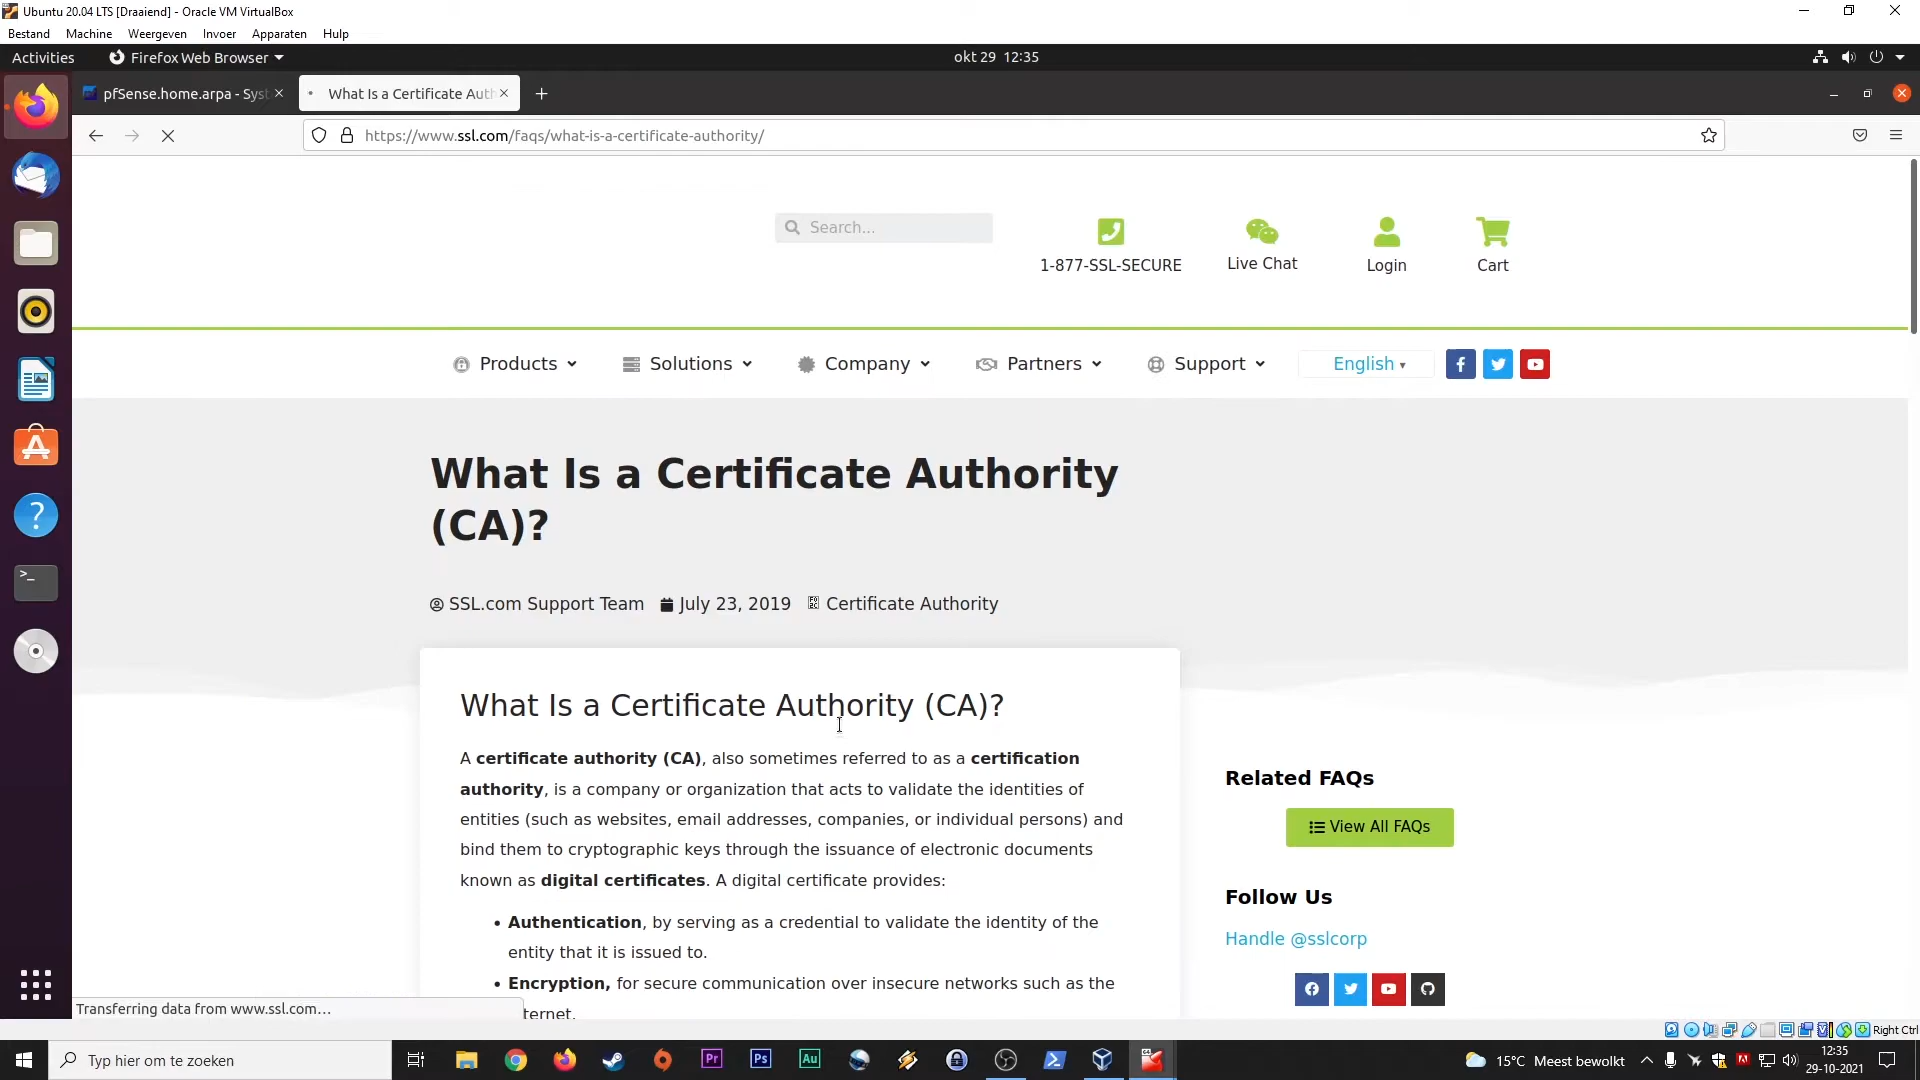 Ubuntu 20.04 LTS [Draaiend] - Oracle VM VirtualBox
Bestand Machine Weergeven Invoer Apparaten Hulp
Activities Firefox Web Browser okt 29 12:35
pfSense.home.arpa - Syst What Is a Certificate Auth
https://www.ssl.com/faqs/what-is-a-certificate-authority/
Search...
1-877-SSL-SECURE Live Chat Login Cart
Products Solutions Company Partners Support English
What Is a Certificate Authority
(CA)?
SSL.com Support Team July 23, 2019 Certificate Authority
What Is a Certificate Authority (CA)?
A certificate authority (CA), also sometimes referred to as a certification
authority, is a company or organization that acts to validate the identities of
entities (such as websites, email addresses, companies, or individual persons) and
bind them to cryptographic keys through the issuance of electronic documents
known as digital certificates. A digital certificate provides:
• Authentication, by serving as a credential to validate the identity of the
entity that it is issued to.
• Encryption, for secure communication over insecure networks such as the
ternet.
Related FAQs
View All FAQs
Follow Us
Handle @sslcorp
Transferring data from www.ssl.com…
Right Ctrl
Typ hier om te zoeken
Pr Ps Au
15°C Meest bewolkt
12:35
29-10-2021